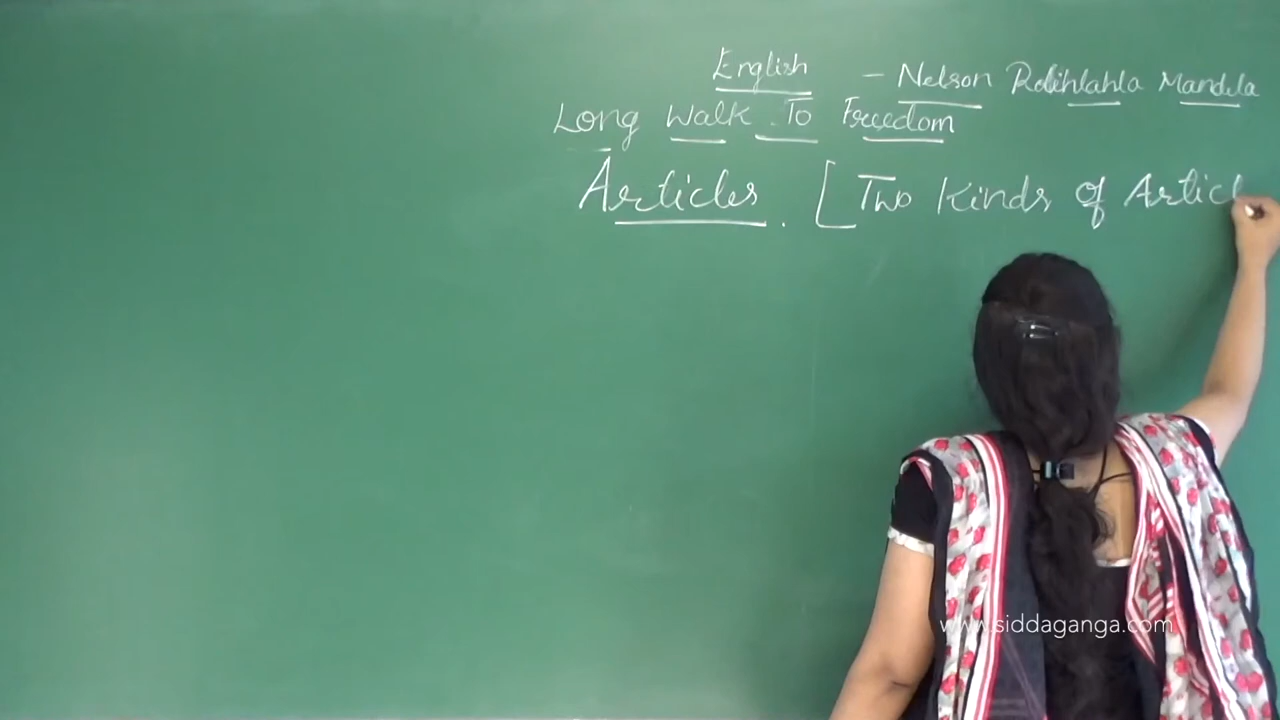 English - Nelson Rolihlahla Mandela
Long Walk To Freedom
Articles. [Two Kinds of Articl
www.siddaganga.com